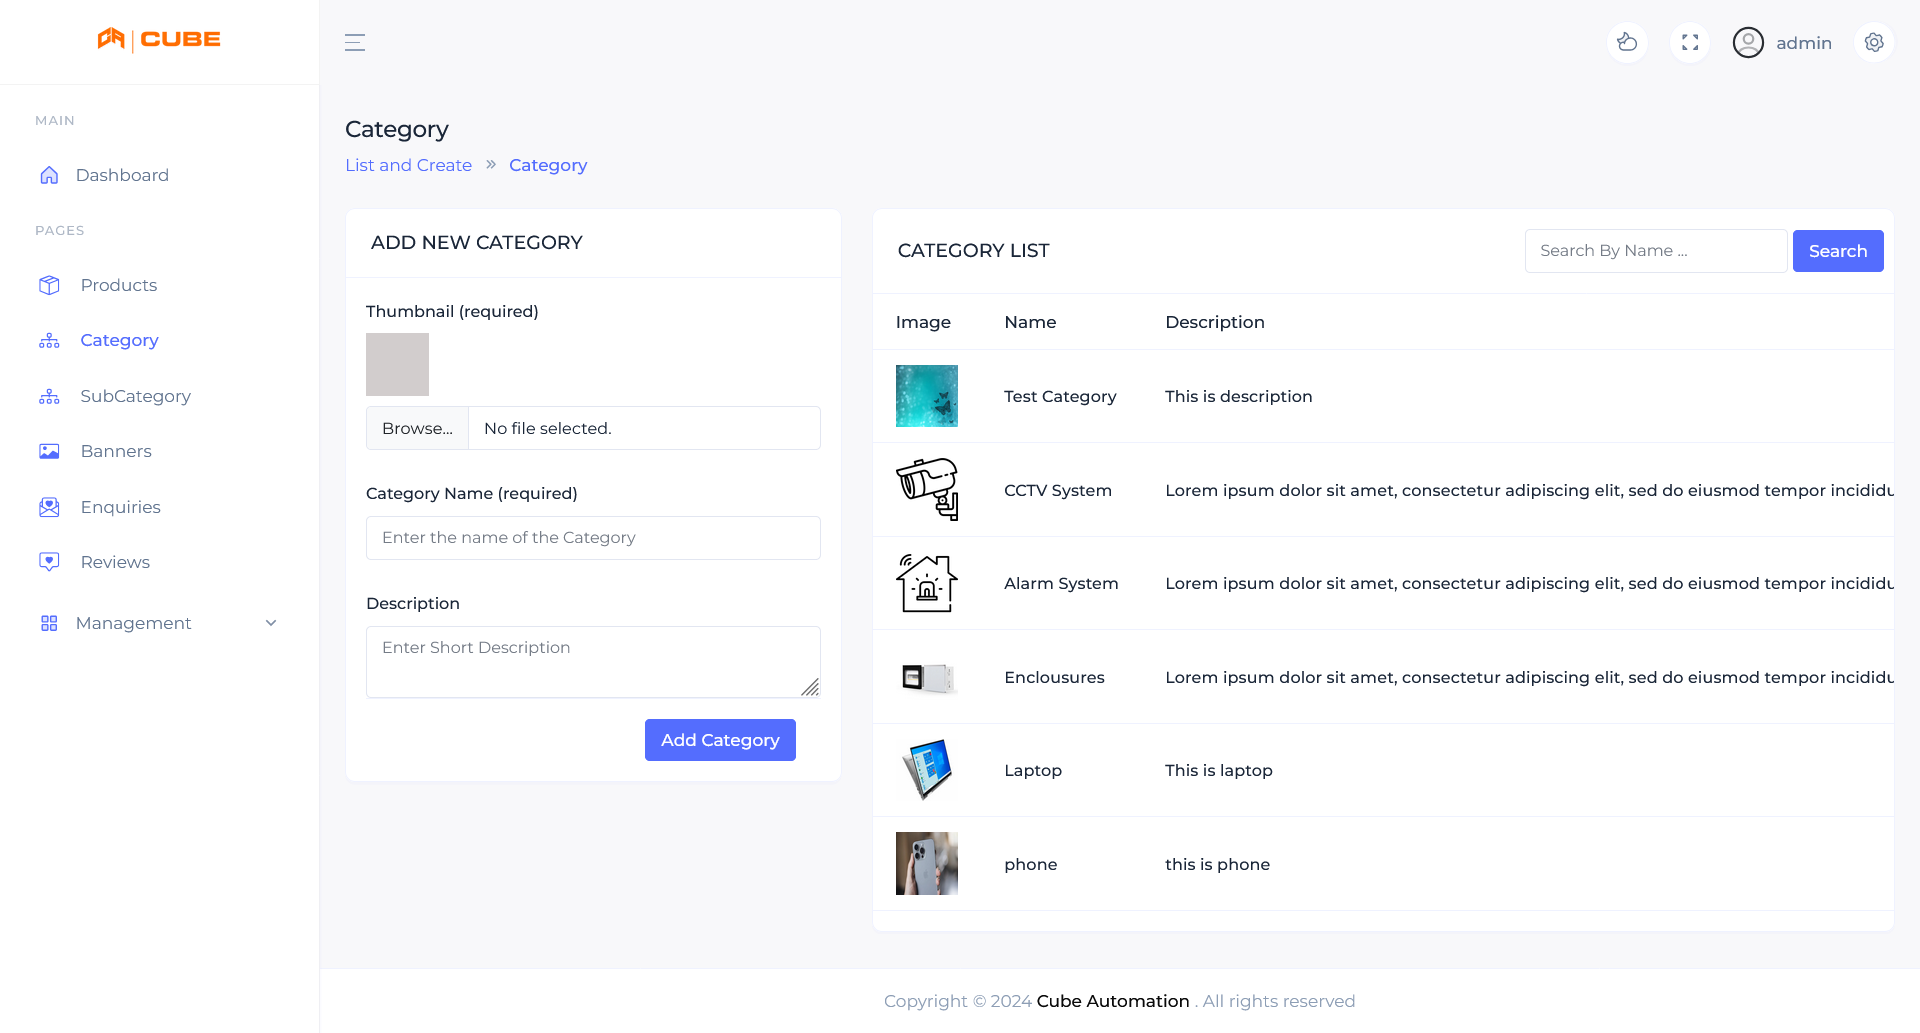 CUBE
admin
MAIN
Dashboard
PAGES
Products
Category
SubCategory
Banners
Enquiries
Reviews
Management
Category
List and Create » Category
ADD NEW CATEGORY
Thumbnail (required)
Browse... No file selected.
Category Name (required)
Enter the name of the Category
Description
Enter Short Description
Add Category
CATEGORY LIST
Search By Name ...
Search
Image Name Description
Test Category This is description
CCTV System Lorem ipsum dolor sit amet, consectetur adipiscing elit, sed do eiusmod tempor incididu
Alarm System Lorem ipsum dolor sit amet, consectetur adipiscing elit, sed do eiusmod tempor incididu
Enclousures Lorem ipsum dolor sit amet, consectetur adipiscing elit, sed do eiusmod tempor incididu
Laptop This is laptop
phone this is phone
Copyright © 2024 Cube Automation . All rights reserved